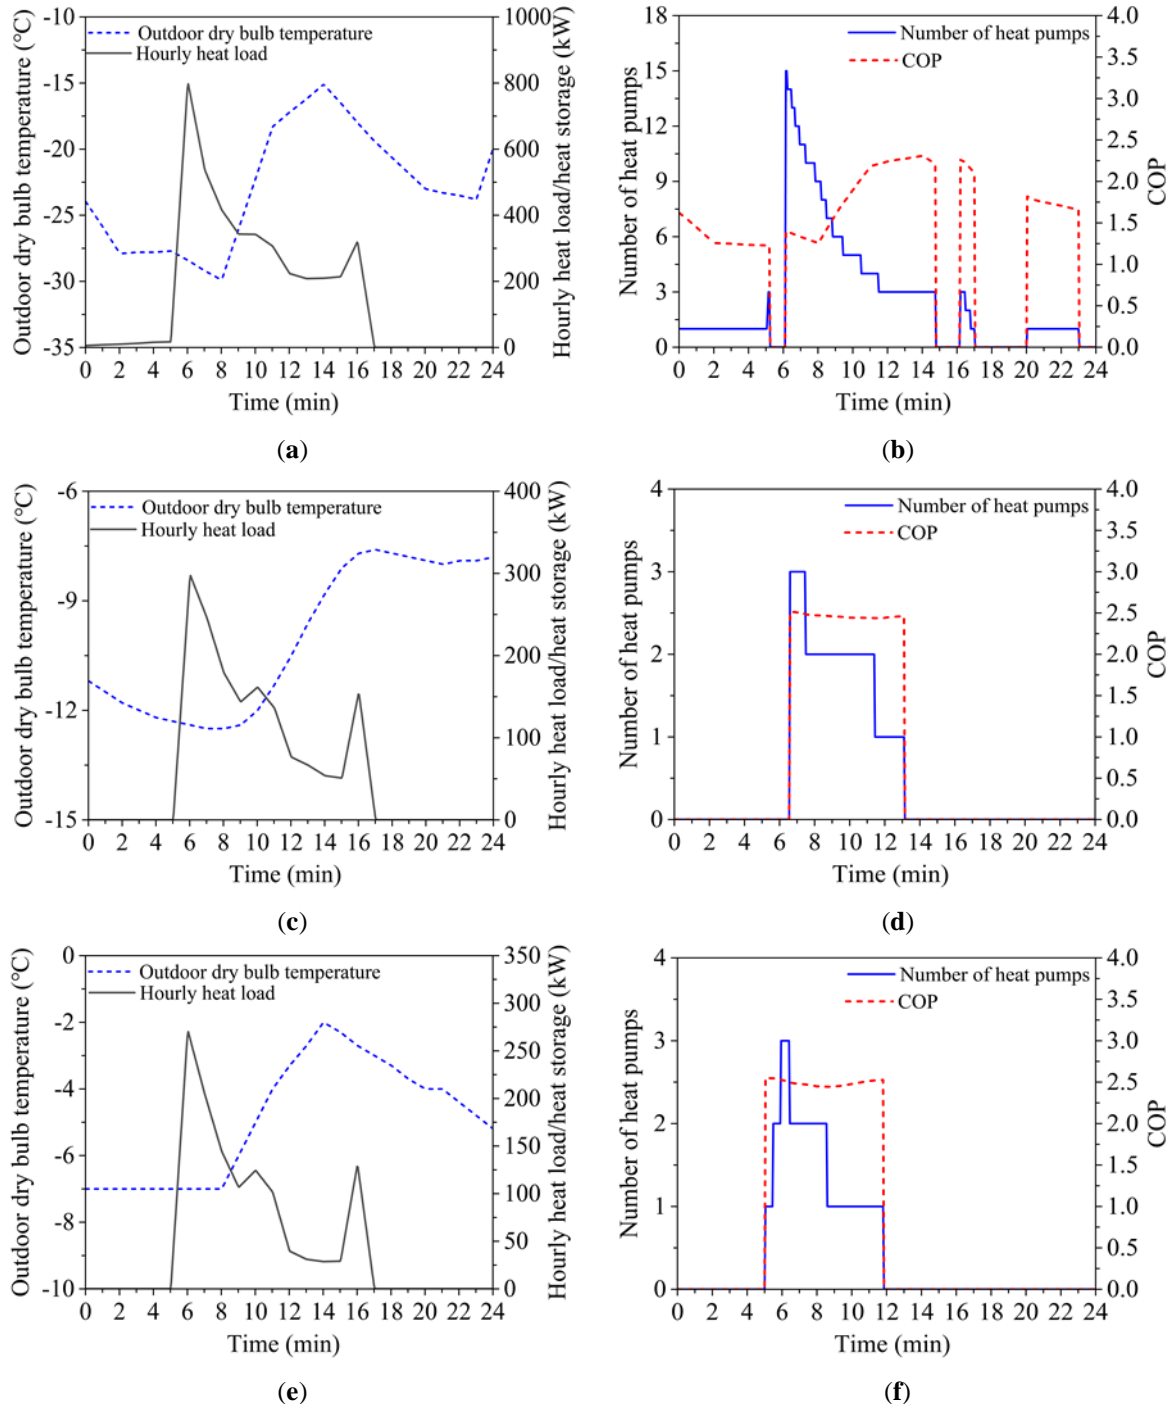 Outdoor dry bulb temperature (℃)
-10
-15
-20
-25
-30
-35
Outdoor dry bulb temperature
Hourly heat load
1000
800
600
400
200
0
Hourly heat load/heat storage (kW)
0 2 4 6 8 10 12 14 16 18 20 22 24
Time (min)
(a)
Number of heat pumps
18
15
12
9
6
3
0
Number of heat pumps
COP
4.0
3.5
3.0
2.5
2.0
1.5
1.0
0.5
0.0
COP
0 2 4 6 8 10 12 14 16 18 20 22 24
Time (min)
(b)
Outdoor dry bulb temperature (℃)
-6
-9
-12
-15
Outdoor dry bulb temperature
Hourly heat load
400
300
200
100
0
Hourly heat load/heat storage (kW)
0 2 4 6 8 10 12 14 16 18 20 22 24
Time (min)
(c)
Number of heat pumps
4
3
2
1
0
Number of heat pumps
COP
4.0
3.5
3.0
2.5
2.0
1.5
1.0
0.5
0.0
COP
0 2 4 6 8 10 12 14 16 18 20 22 24
Time (min)
(d)
Outdoor dry bulb temperature (℃)
0
-2
-4
-6
-8
-10
Outdoor dry bulb temperature
Hourly heat load
350
300
250
200
150
100
50
0
Hourly heat load/heat storage (kW)
0 2 4 6 8 10 12 14 16 18 20 22 24
Time (min)
(e)
Number of heat pumps
4
3
2
1
0
Number of heat pumps
COP
4.0
3.5
3.0
2.5
2.0
1.5
1.0
0.5
0.0
COP
0 2 4 6 8 10 12 14 16 18 20 22 24
Time (min)
(f)